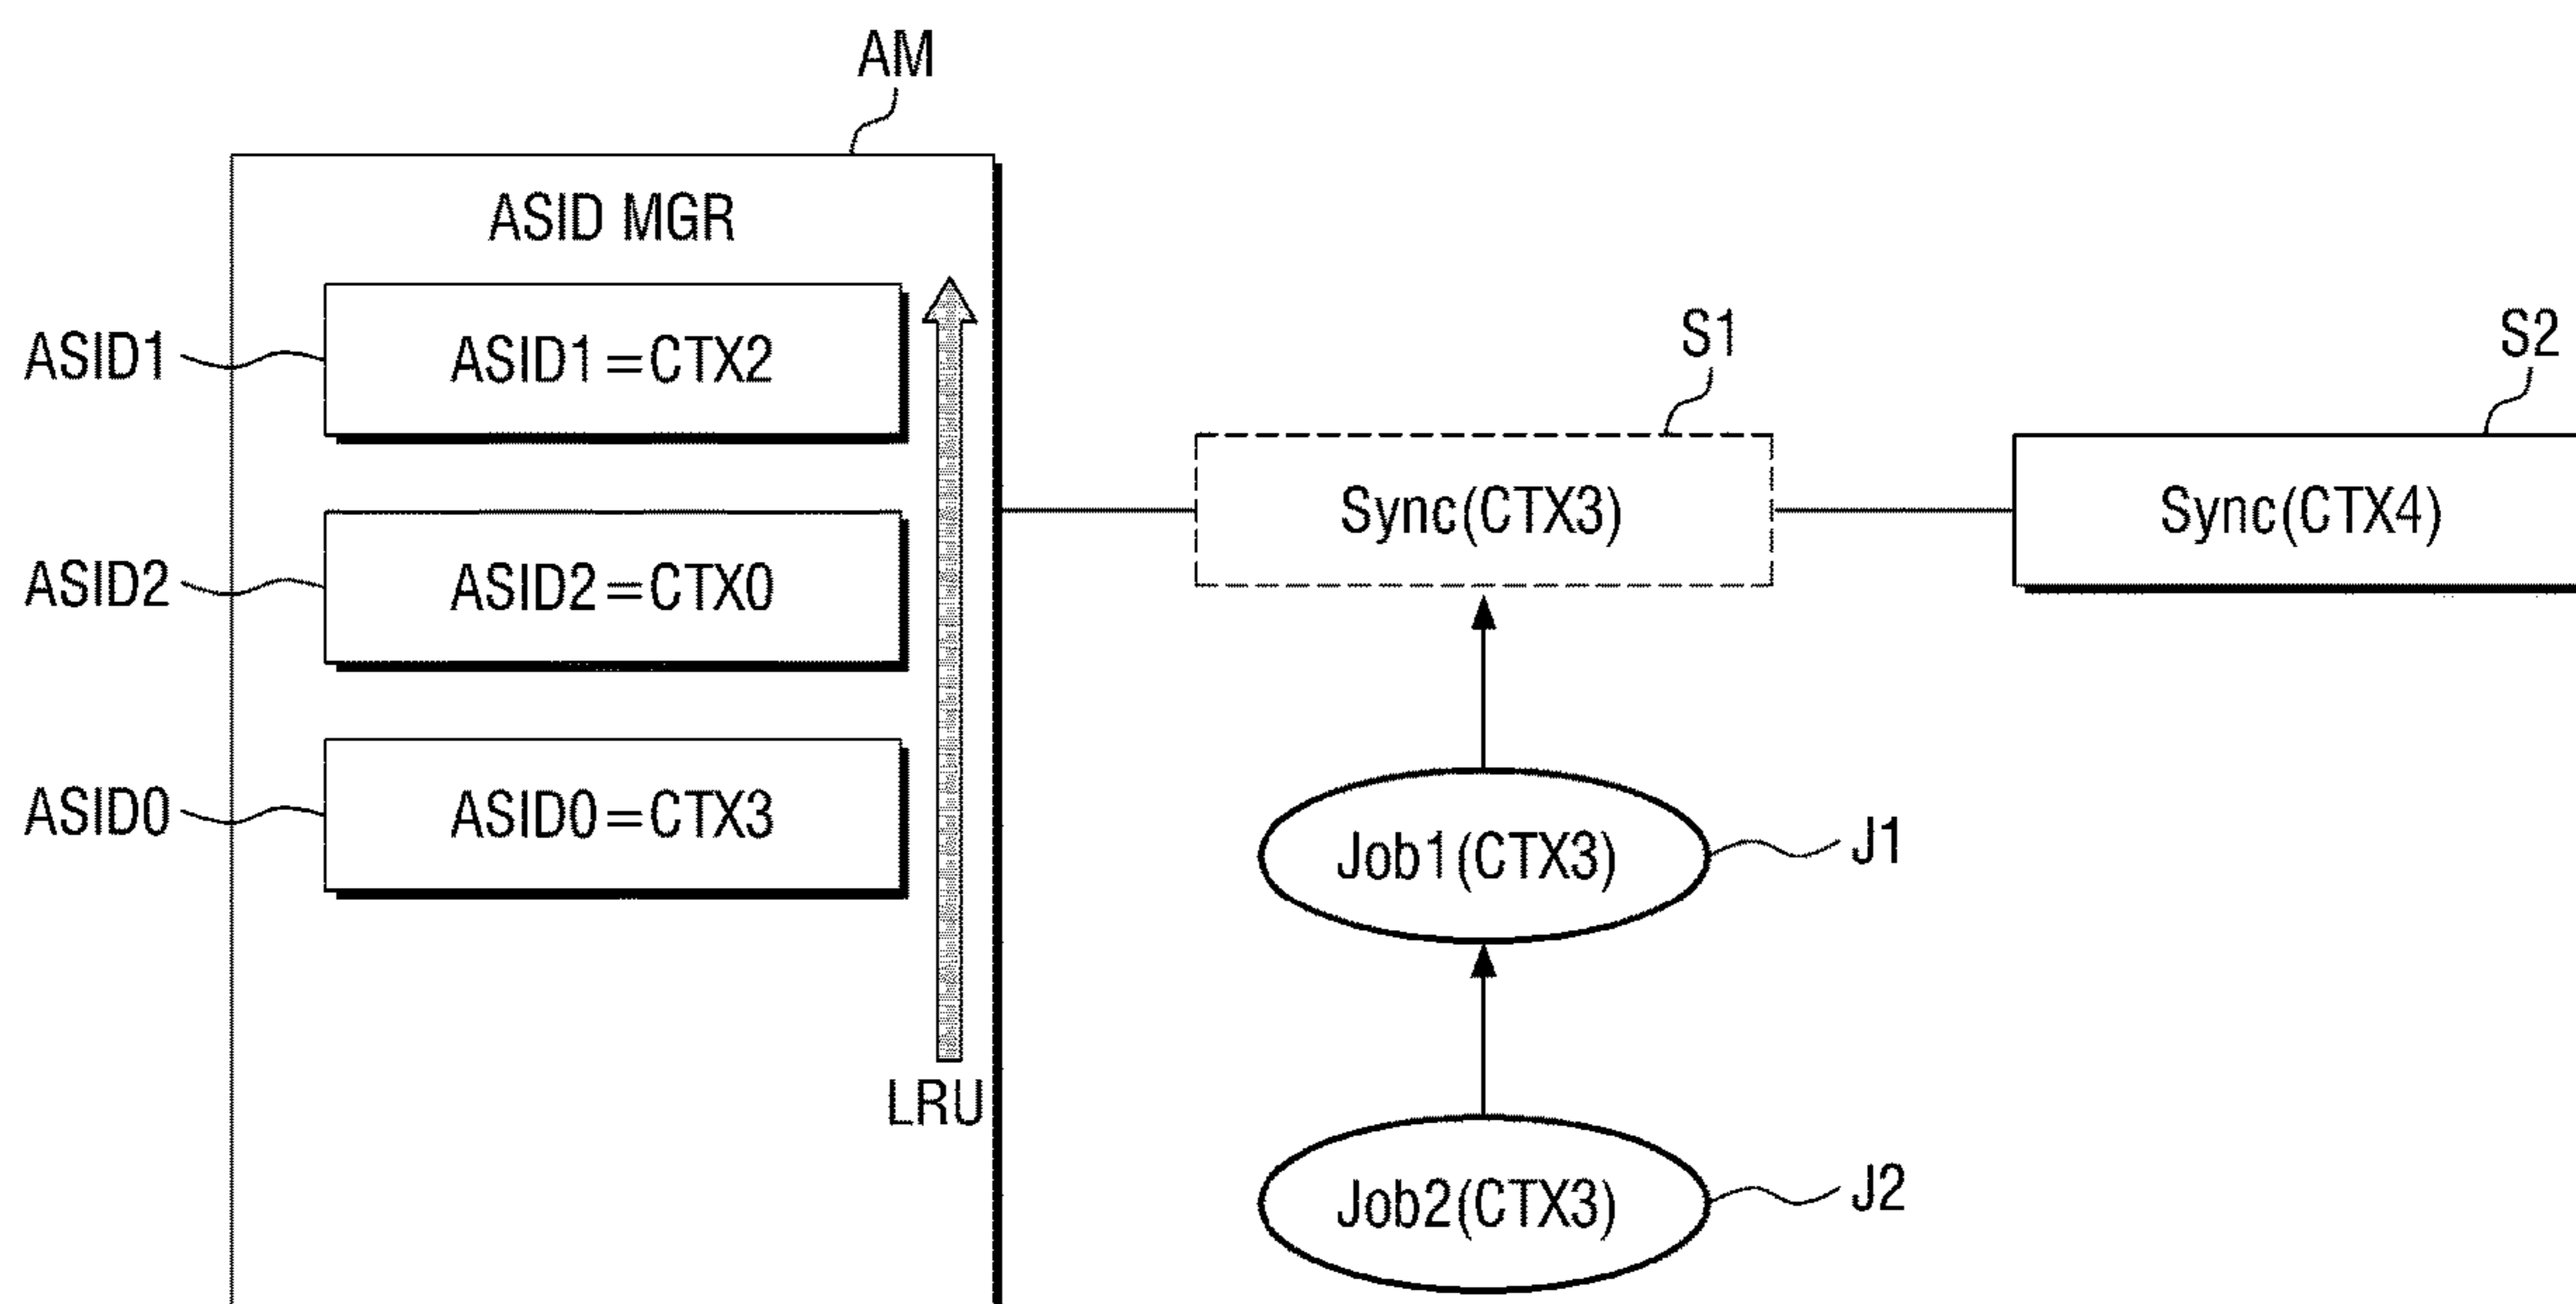 AM
ASID MGR
ASID1
ASID1=CTX2
S1
S2
Sync(CTX3)
Sync(CTX4)
ASID2
ASID2=CTX0
ASID0
ASID0=CTX3
Job1(CTX3)
J1
LRU
Job2(CTX3)
J2